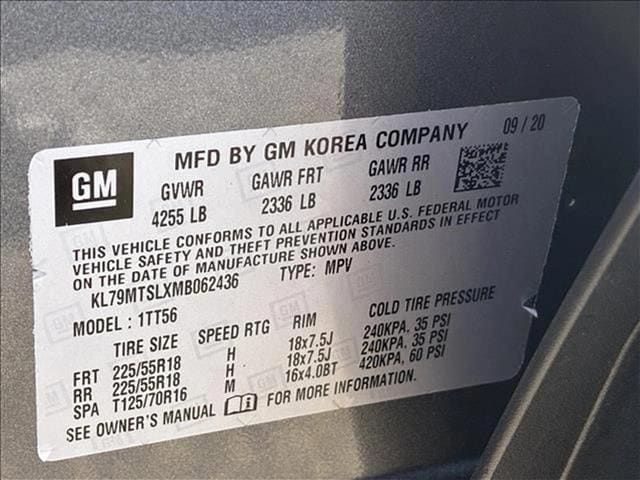 GM
MFD BY GM KOREA COMPANY 09 / 20
GVWR GAWR FRT GAWR RR
4255 LB 2336 LB 2336 LB
THIS VEHICLE CONFORMS TO ALL APPLICABLE U.S. FEDERAL MOTOR
VEHICLE SAFETY AND THEFT PREVENTION STANDARDS IN EFFECT
ON THE DATE OF MANUFACTURE SHOWN ABOVE.
KL79MTSLXMB062436 TYPE: MPV
MODEL : 1TT56
TIRE SIZE SPEED RTG RIM COLD TIRE PRESSURE
FRT 225/55R18 H 18x7.5J 240KPA, 35 PSI
RR 225/55R18 H 18x7.5J 240KPA, 35 PSI
SPA T125/70R16 M 16x4.0BT 420KPA, 60 PSI
SEE OWNER'S MANUAL FOR MORE INFORMATION.